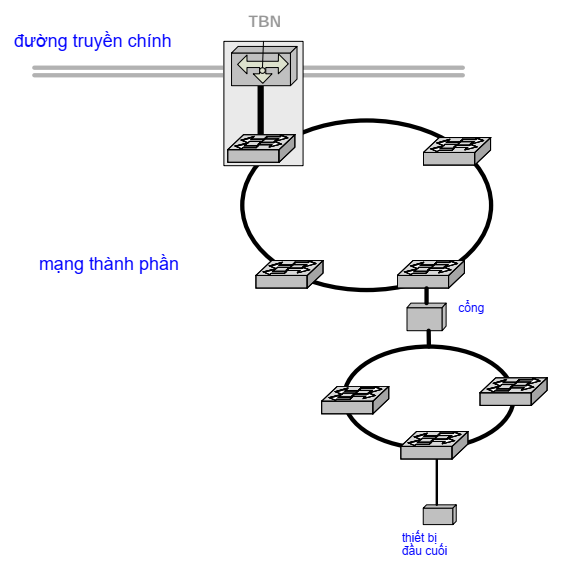 TBN
đường truyền chính
mạng thành phần
cổng
thiết bị
đầu cuối